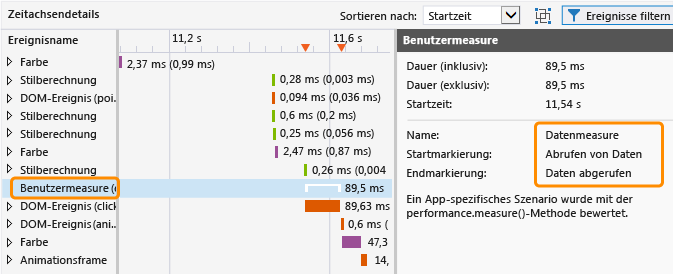 Zeitachsendetails
Sortieren nach: Startzeit Ereignisse filtern
Ereignisname 11,2 s 11,6 s
Farbe 2,37 ms (0,99 ms)
Stilberechnung 0,28 ms (0,003 ms)
DOM-Ereignis (poi... 0,094 ms (0,036 ms)
Stilberechnung 0,6 ms (0,2 ms)
Stilberechnung 0,25 ms (0,056 ms)
Farbe 2,47 ms (0,87 ms)
Stilberechnung 0,26 ms (0,004
Benutzermeasure ( 89,5 ms
DOM-Ereignis (click 89,63 ms
DOM-Ereignis(ani... 0,6 ms (
Farbe 47,3
Animationsframe 14,
Benutzermeasure
Dauer (inklusiv): 89,5 ms
Dauer (exklusiv): 89,5 ms
Startzeit: 11,54 s
Name: Datenmeasure
Startmarkierung: Abrufen von Daten
Endmarkierung: Daten abgerufen
Ein App-spezifisches Szenario wurde mit der
performance.measure()-Methode bewertet.